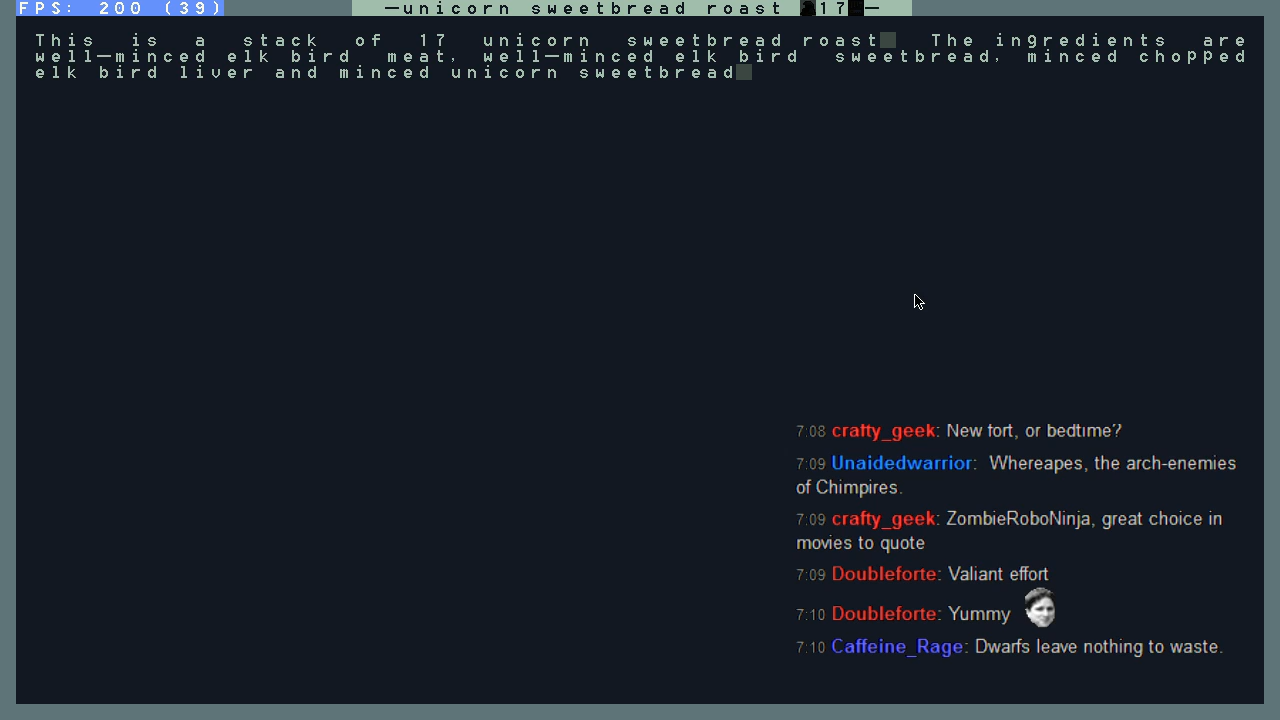 FPS: 200 (39)
—unicorn sweetbread roast 17—
This is a stack of 17 unicorn sweetbread roast The ingredients are
well—minced elk bird meat, well—minced elk bird sweetbread, minced chopped
elk bird liver and minced unicorn sweetbread
7:08 crafty_geek: New fort, or bedtime?
7:09 Unaidedwarrior: Whereapes, the arch-enemies
of Chimpires.
7:09 crafty_geek: ZombieRoboNinja, great choice in
movies to quote
7:09 Doubleforte: Valiant effort
7:10 Doubleforte: Yummy
7:10 Caffeine_Rage: Dwarfs leave nothing to waste.